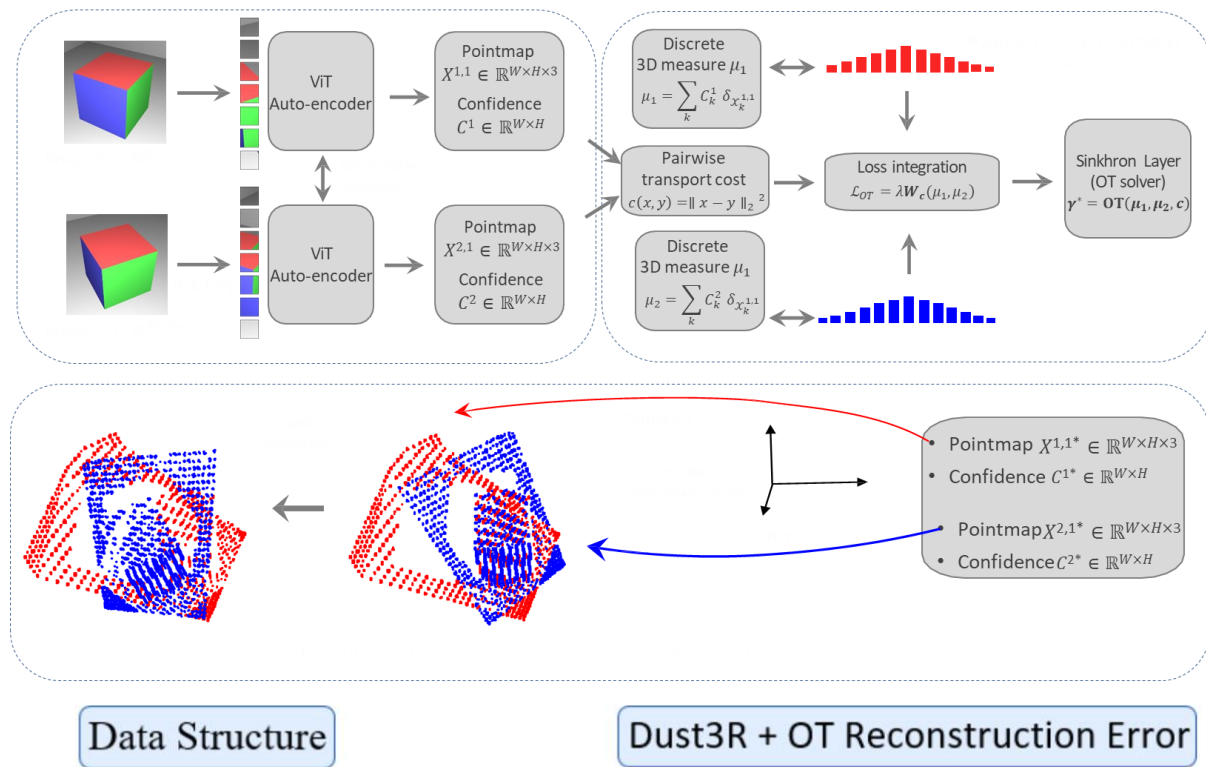 ViT
Auto-encoder
Pointmap
X^{1,1} ∈ ℝ^{W×H×3}
Confidence
C^1 ∈ ℝ^{W×H}
ViT
Auto-encoder
Pointmap
X^{2,1} ∈ ℝ^{W×H×3}
Confidence
C^2 ∈ ℝ^{W×H}
Discrete
3D measure μ_1
μ_1 = ∑_k C_k^1 δ_{x_k^{1,1}}
Pairwise
transport cost
c(x, y) =∥ x − y ∥_2 ^2
Discrete
3D measure μ_1
μ_2 = ∑_k C_k^2 δ_{x_k^{1,1}}
Loss integration
ℒ_{OT} = λW_c(μ_1, μ_2)
Sinkhron Layer
(OT solver)
γ* = OT(μ_1, μ_2, c)
• Pointmap X^{1,1*} ∈ ℝ^{W×H×3}
• Confidence C^{1*} ∈ ℝ^{W×H}
• Pointmap X^{2,1*} ∈ ℝ^{W×H×3}
• Confidence C^{2*} ∈ ℝ^{W×H}
Data Structure
Dust3R + OT Reconstruction Error